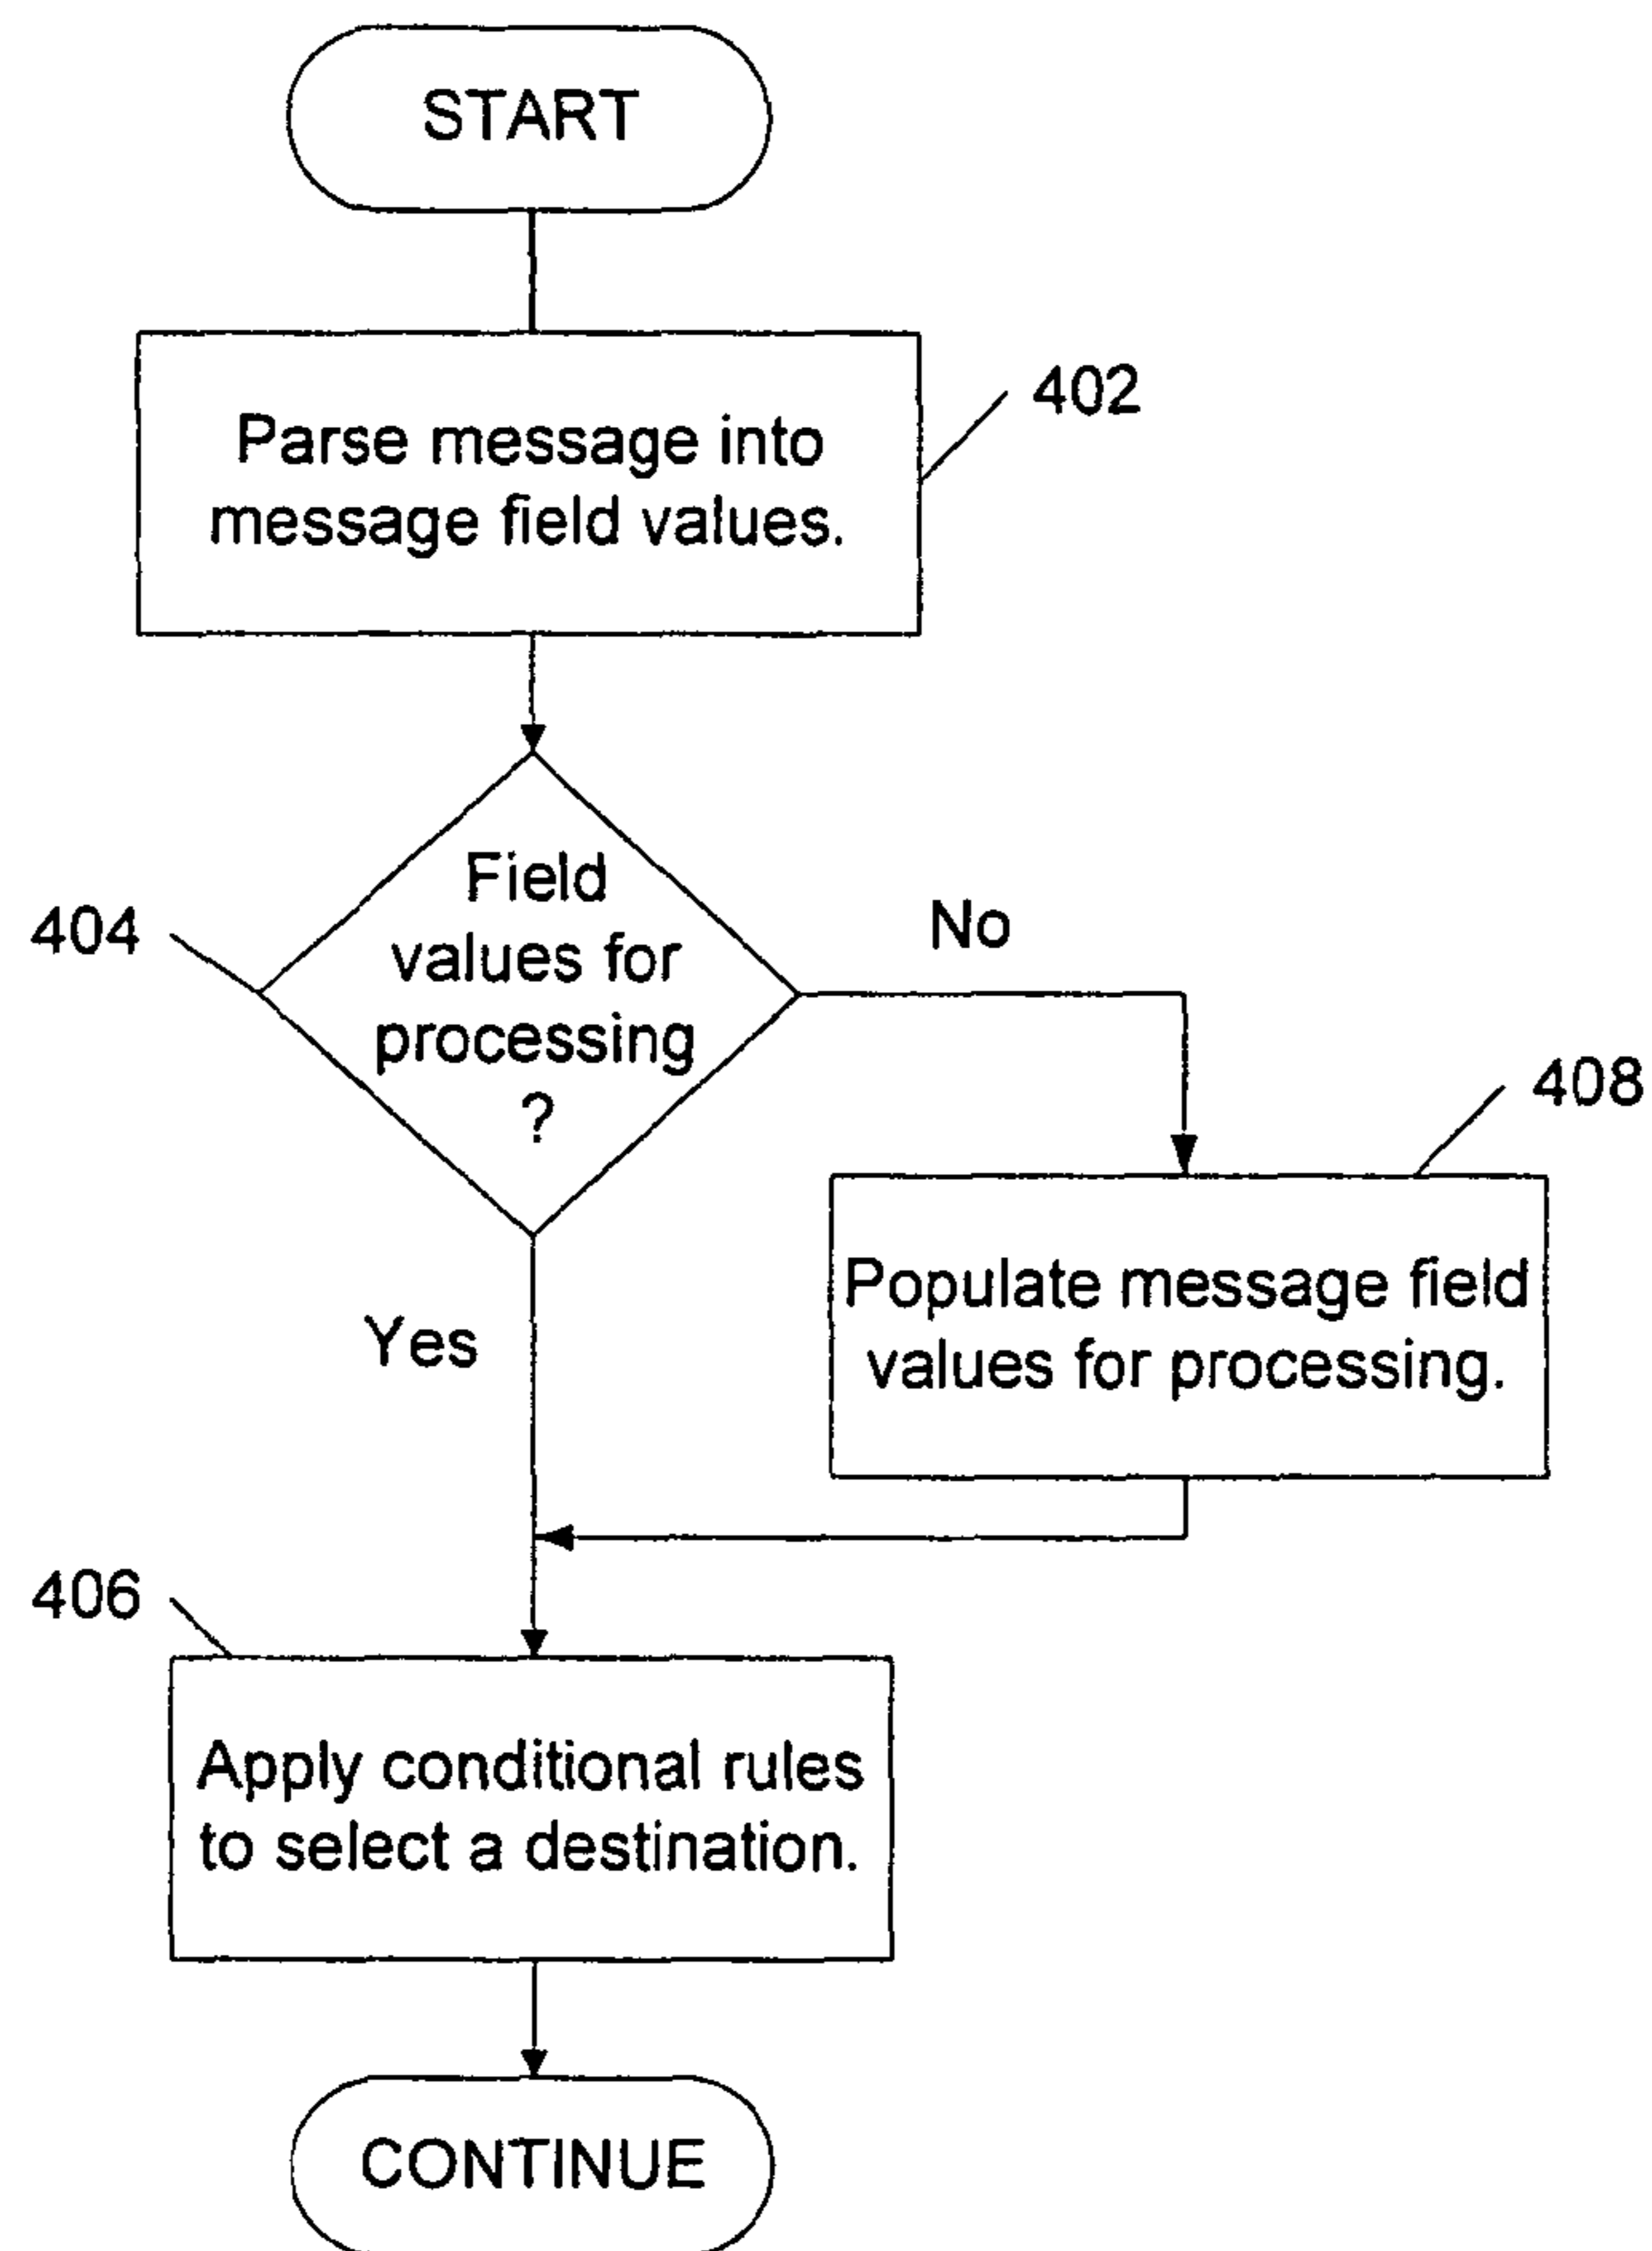 START
402
Parse message into
message field values.
404
Field
values for
processing
?
No
408
Populate message field
values for processing.
Yes
406
Apply conditional rules
to select a destination.
CONTINUE